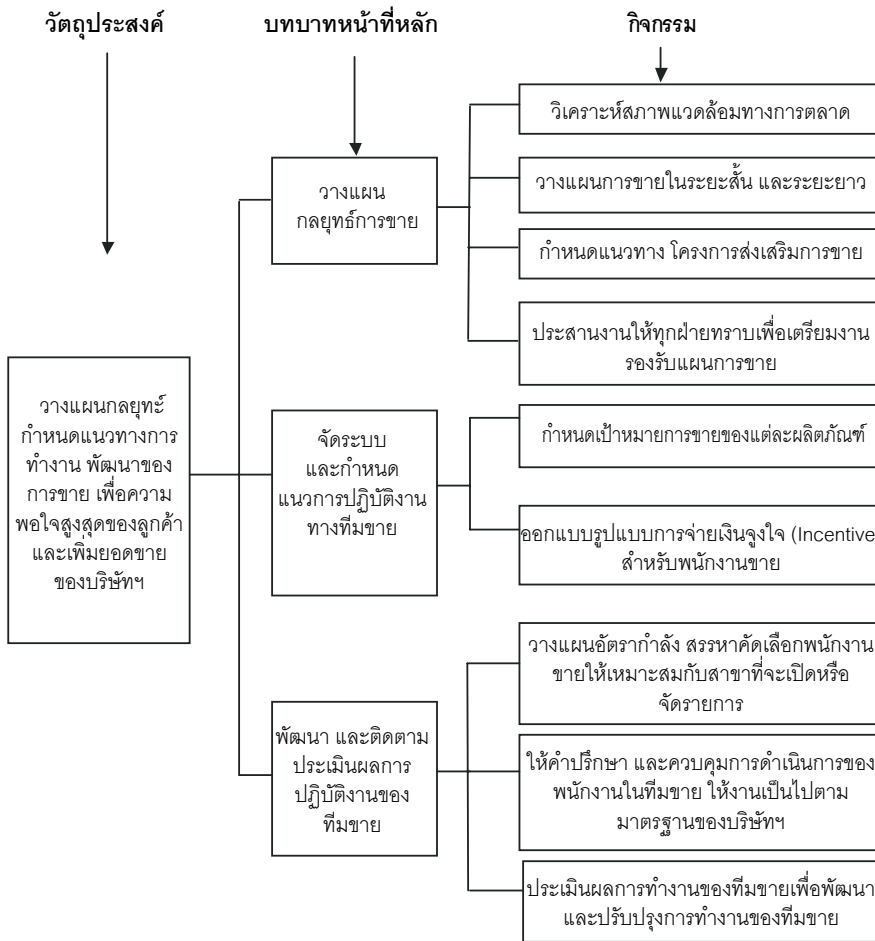 วัตถุประสงค์
บทบาทหน้าที่หลัก
กิจกรรม
วางแผนกลยุทะ์
กำหนดแนวทางการ
ทำงาน พัฒนาของ
การขาย เพื่อความ
พอใจสูงสุดของลูกค้า
และเพิ่มยอดขาย
ของบริษัทฯ
วางแผน
กลยุทธ์การขาย
วิเคราะห์สภาพแวดล้อมทางการตลาด
วางแผนการขายในระยะสั้น และระยะยาว
กำหนดแนวทาง โครงการส่งเสริมการขาย
ประสานงานให้ทุกฝ่ายทราบเพื่อเตรียมงาน
รองรับแผนการขาย
จัดระบบ
และกำหนด
แนวการปฏิบัติงาน
ทางทีมขาย
กำหนดเป้าหมายการขายของแต่ละผลิตภัณฑ์
ออกแบบรูปแบบการจ่ายเงินจูงใจ (Incentive
สำหรับพนักงานขาย
พัฒนา และติดตาม
ประเมินผลการ
ปฏิบัติงานของ
ทีมขาย
วางแผนอัตรากำลัง สรรหาคัดเลือกพนักงาน
ขายให้เหมาะสมกับสาขาที่จะเปิดหรือ
จัดรายการ
ให้คำปรึกษา และควบคุมการดำเนินการของ
พนักงานในทีมขาย ให้งานเป็นไปตาม
มาตรฐานของบริษัทฯ
ประเมินผลการทำงานของทีมขายเพื่อพัฒนา
และปรับปรุงการทำงานของทีมขาย